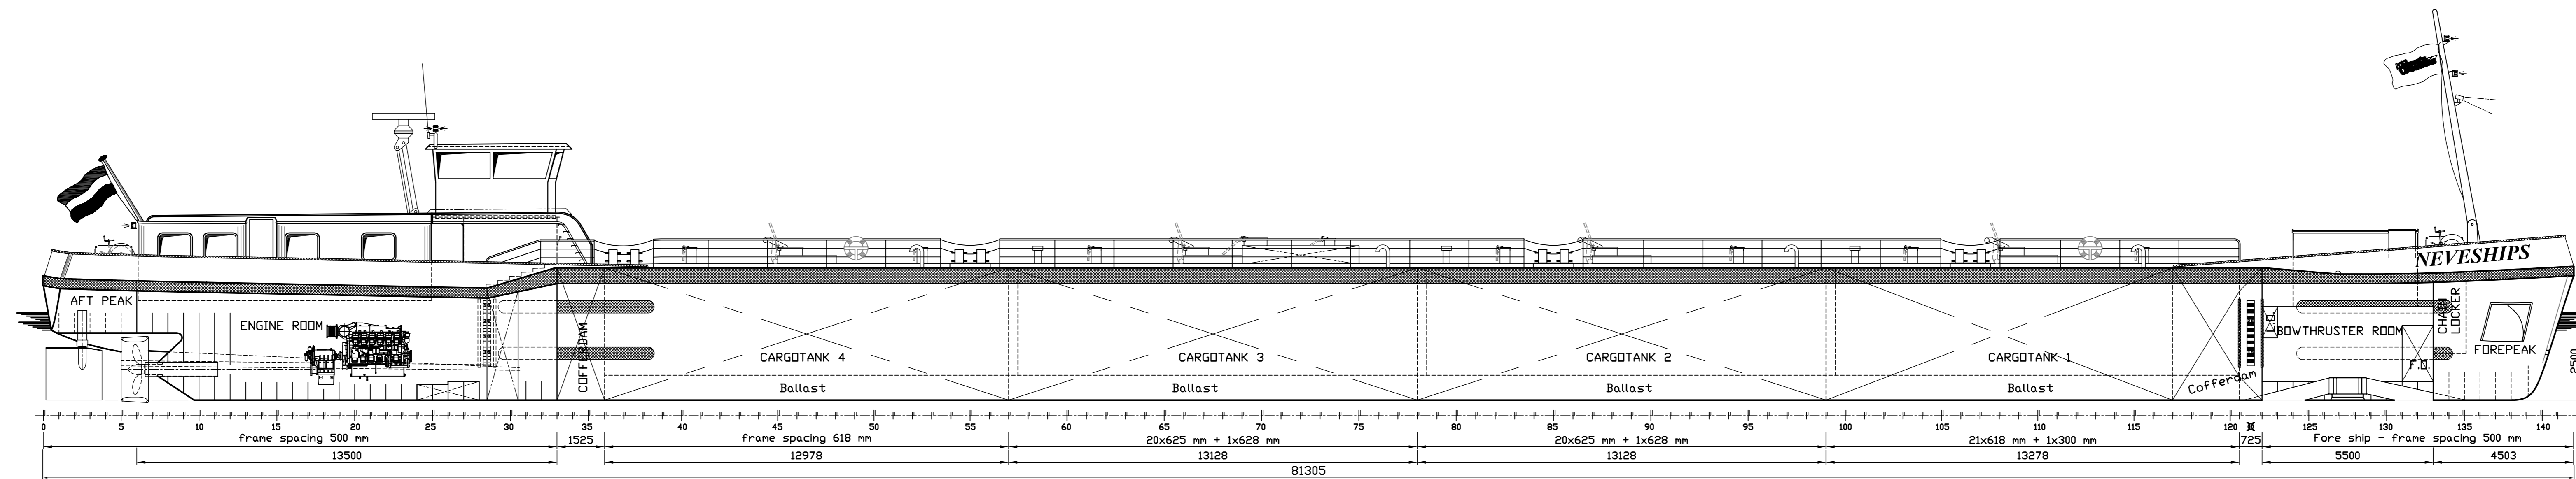 NEVESHIPS
AFT PEAK
ENGINE ROOM
COFFERDAM
CARGOTANK 4
CARGOTANK 3
CARGOTANK 2
CARGOTANK 1
Ballast
Ballast
Ballast
Ballast
Cofferdam
L.O.
BOWTHRUSTER ROOM
F.O.
CHAIN
LOCKER
FOREPEAK
2500
0 5 10 15 20 25 30 35 40 45 50 55 60 65 70 75 80 85 90 95 100 105 110 115 120 125 130 135 140
frame spacing 500 mm
1525
frame spacing 618 mm
20x625 mm + 1x628 mm
20x625 mm + 1x628 mm
21x618 mm + 1x300 mm
725
Fore ship - frame spacing 500 mm
13500
12978
13128
13128
13278
5500
4503
81305